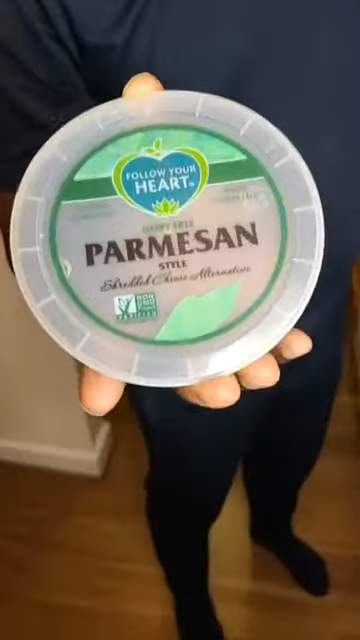 FOLLOW YOUR
HEART
DAIRY FREE
PARMESAN
STYLE
Shredded Cheese Alternative
NON
GMO